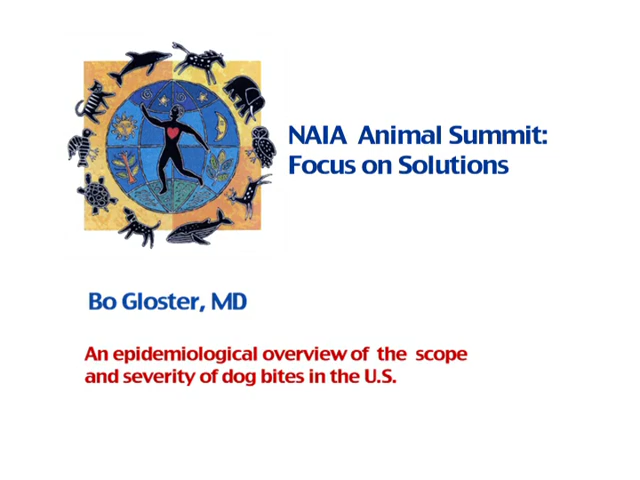 NAIA Animal Summit:
Focus on Solutions
Bo Gloster, MD
An epidemiological overview of the scope
and severity of dog bites in the U.S.